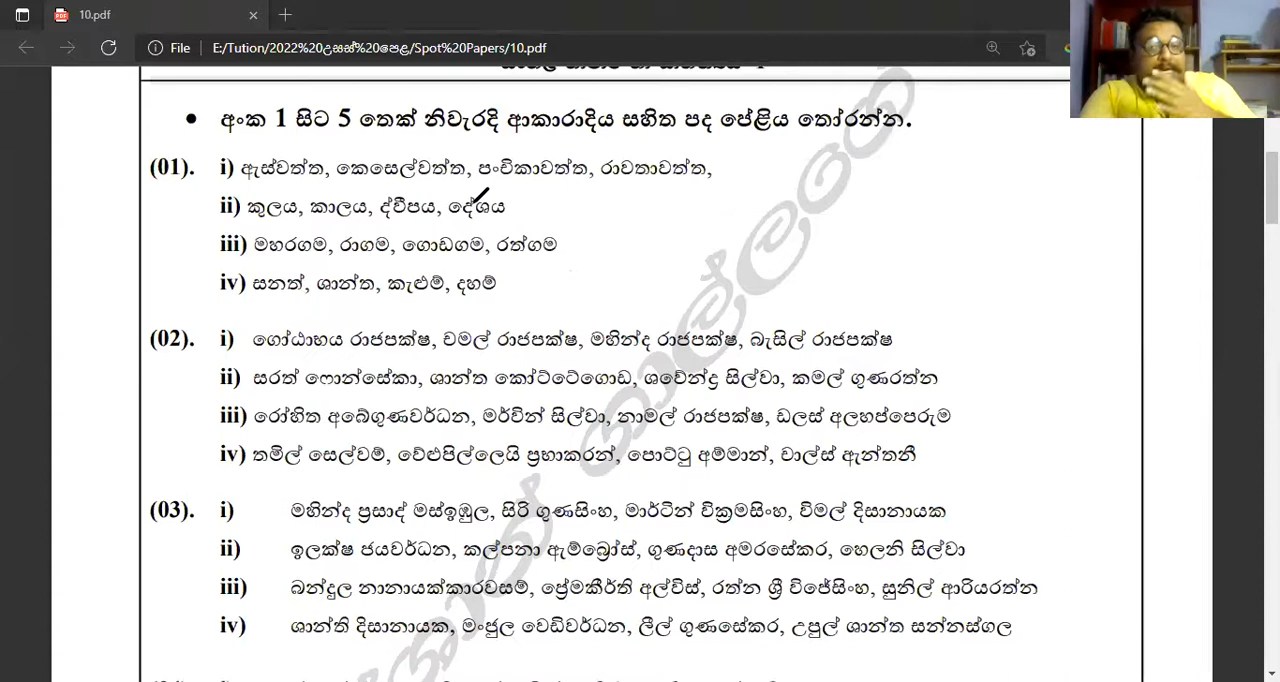 10.pdf
File E:/Tution/2022%20උසස්%20පෙළ/Spot%20Papers/10.pdf
• අංක 1 සිට 5 තෙක් නිවැරදි ආකාරාදිය සහිත පද පේළිය තෝරන්න.
(01). i) ඇස්වත්ත, කෙසෙල්වත්ත, පංචිකාවත්ත, රාවතාවත්ත,
ii) කුලය, කාලය, ද්වීපය, දේශය
iii) මහරගම, රාගම, ගොඩගම, රත්ගම
iv) සනත්, ශාන්ත, කැළුම්, දහම්
(02). i) ගෝඨාභය රාජපක්ෂ, චමල් රාජපක්ෂ, මහින්ද රාජපක්ෂ, බැසිල් රාජපක්ෂ
ii) සරත් ෆොන්සේකා, ශාන්ත කෝට්ටේගොඩ, ශවේන්ද්‍ර සිල්වා, කමල් ගුණරත්න
iii) රෝහිත අබේගුණවර්ධන, මර්වින් සිල්වා, නාමල් රාජපක්ෂ, ඩලස් අලහප්පෙරුම
iv) තමිල් සෙල්වම්, වේළුපිල්ලෙයි ප්‍රභාකරන්, පොට්ටු අම්මාන්, වාල්ස් ඇන්තනී
(03). i) මහින්ද ප්‍රසාද් මස්ඉඹුල, සිරි ගුණසිංහ, මාර්ටින් වික්‍රමසිංහ, විමල් දිසානායක
ii) ඉලක්ෂ ජයවර්ධන, කල්පනා ඇම්බ්‍රෝස්, ගුණදාස අමරසේකර, හෙලනි සිල්වා
iii) බන්දුල නානායක්කාරවසම්, ප්‍රේමකීර්ති අල්විස්, රත්න ශ්‍රී විජේසිංහ, සුනිල් ආරියරත්න
iv) ශාන්ති දිසානායක, මංජුල වෙඩිවර්ධන, ලීල් ගුණසේකර, උපුල් ශාන්ත සන්නස්ගල